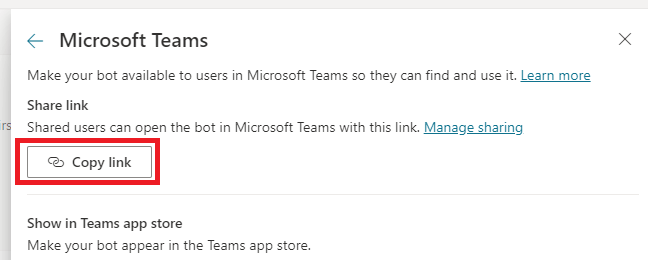 Microsoft Teams
Make your bot available to users in Microsoft Teams so they can find and use it. Learn more
Share link
Shared users can open the bot in Microsoft Teams with this link. Manage sharing
rs
Copy link
Show in Teams app store
Make your bot appear in the Teams app store.